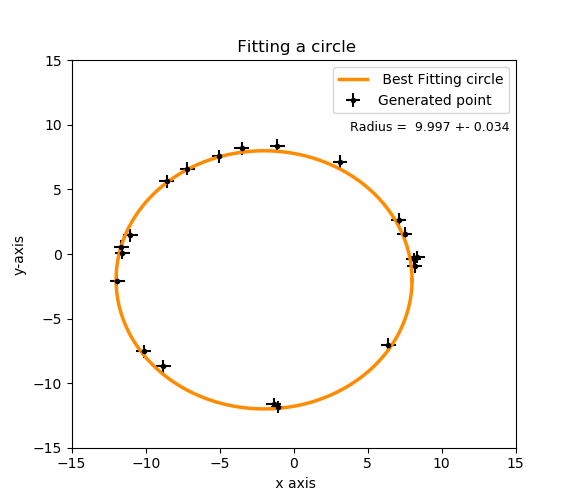 Fitting a circle
Best Fitting circle
Generated point
Radius =  9.997 +- 0.034
15
10
5
0
−5
−10
−15
y-axis
−15 −10 −5 0 5 10 15
x axis